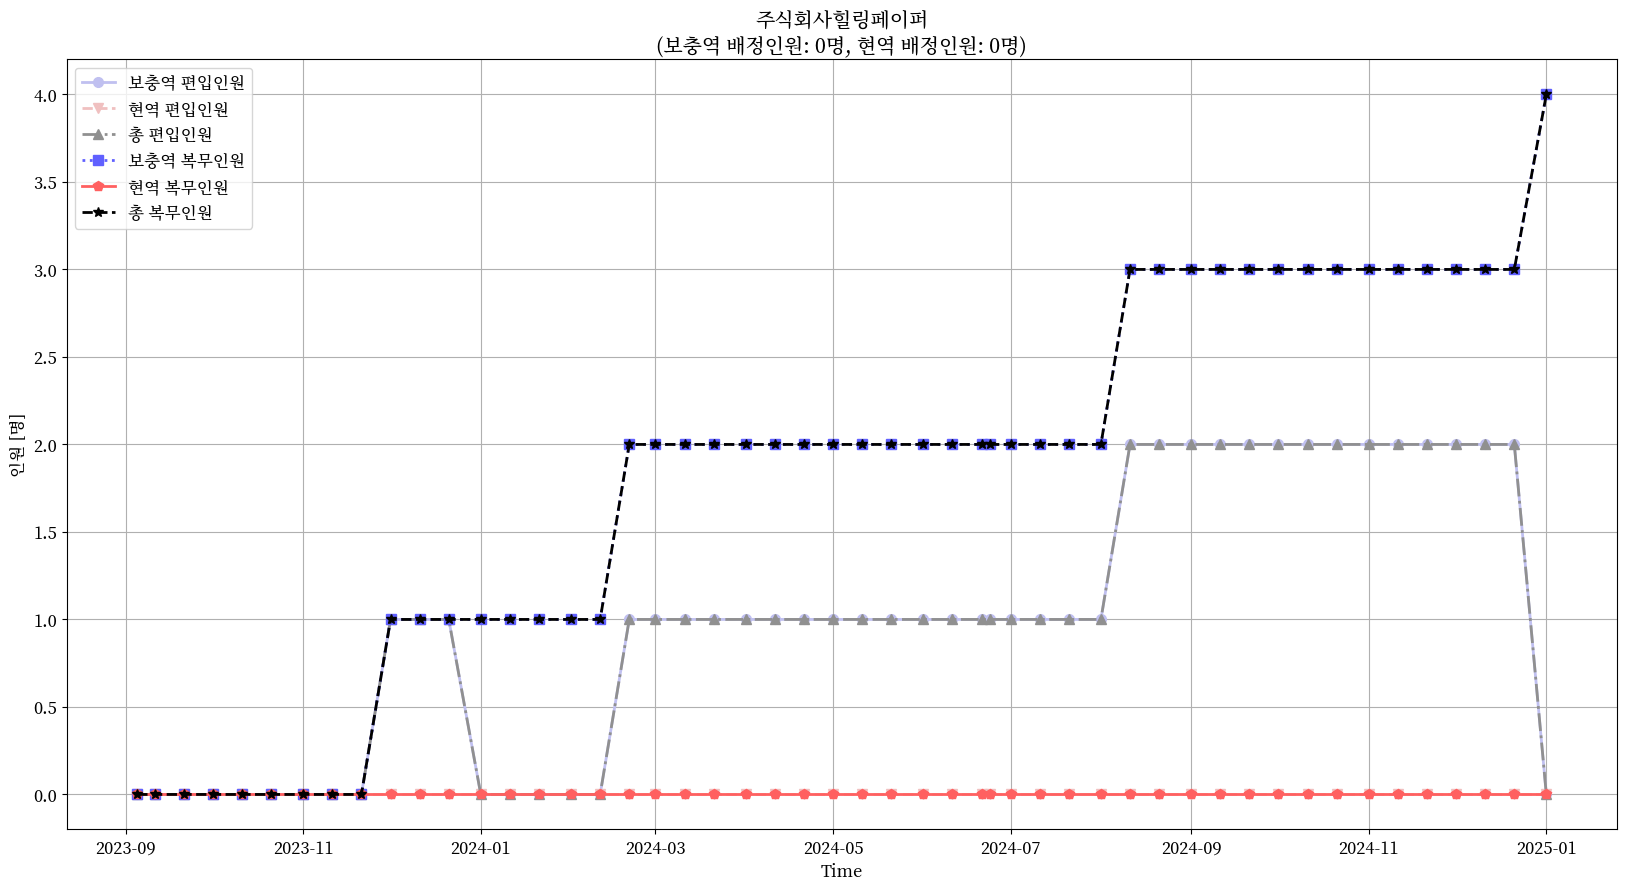 주식회사힐링페이퍼
(보충역 배정인원: 0명, 현역 배정인원: 0명)
보충역 편입인원
현역 편입인원
총 편입인원
보충역 복무인원
현역 복무인원
총 복무인원
4.0
3.5
3.0
2.5
2.0
1.5
1.0
0.5
0.0
인원 [명]
2023-09 2023-11 2024-01 2024-03 2024-05 2024-07 2024-09 2024-11 2025-01
Time